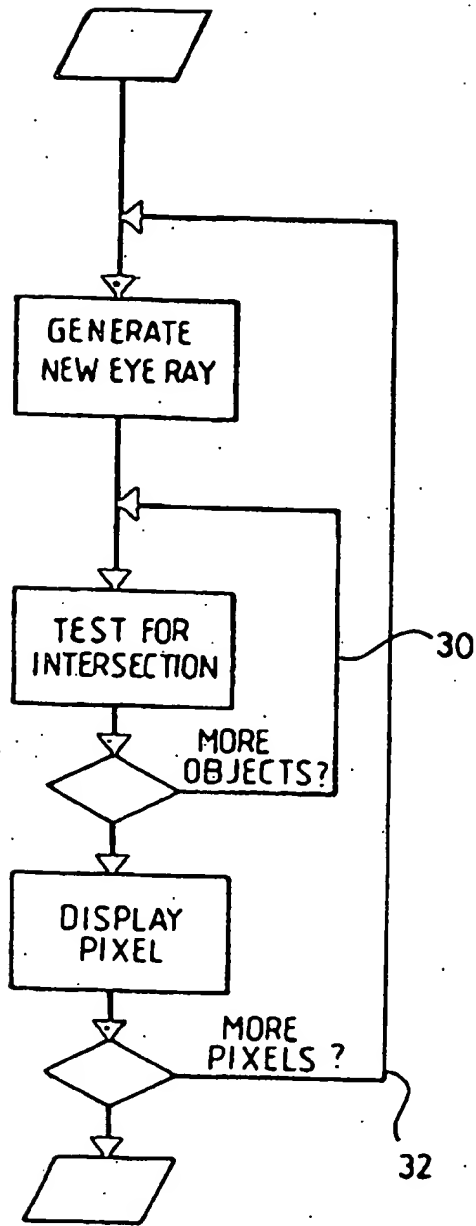 GENERATE
NEW EYE RAY
TEST FOR
INTERSECTION
30
MORE
OBJECTS?
DISPLAY
PIXEL
MORE
PIXELS ?
32